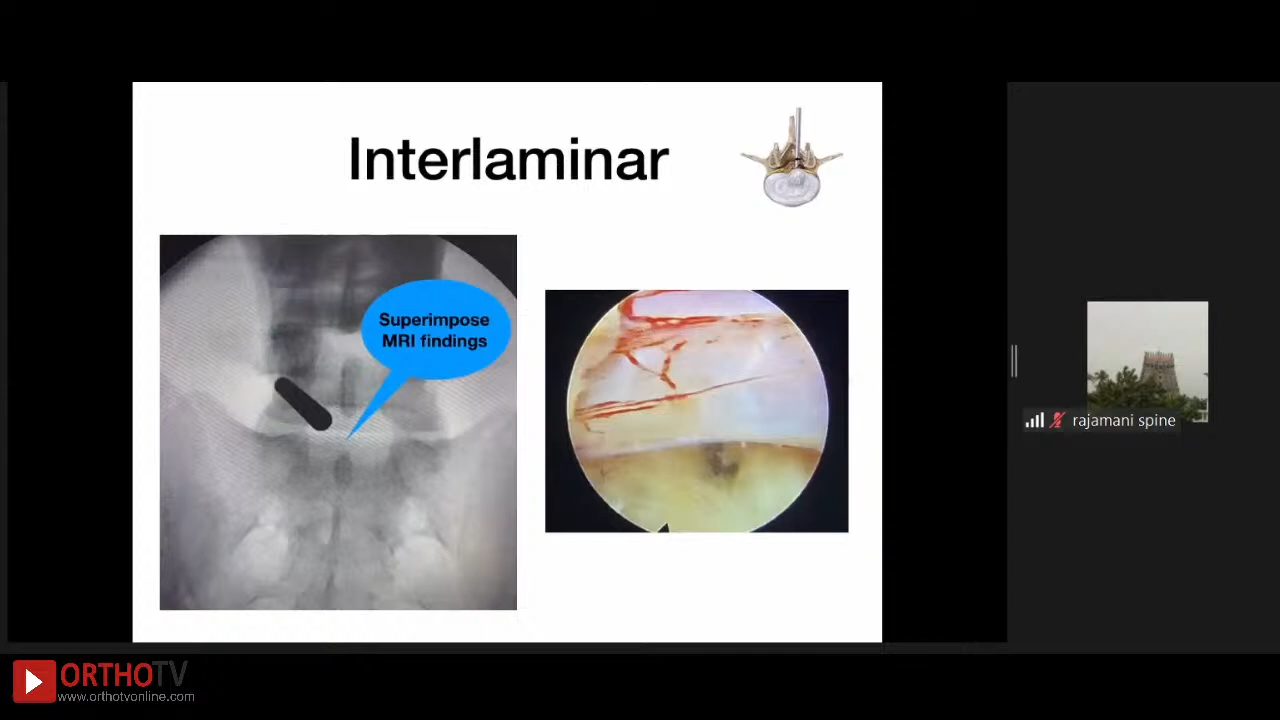 Interlaminar
Superimpose
MRI findings
rajamani spine
ORTHOTV
www.orthotvonline.com